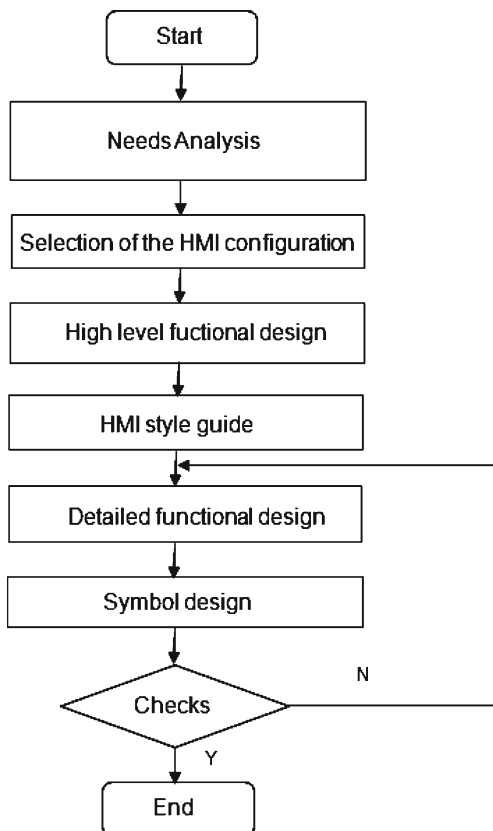 Start
Needs Analysis
Selection of the HMI configuration
High level fuctional design
HMI style guide
Detailed functional design
Symbol design
Checks
N
Y
End